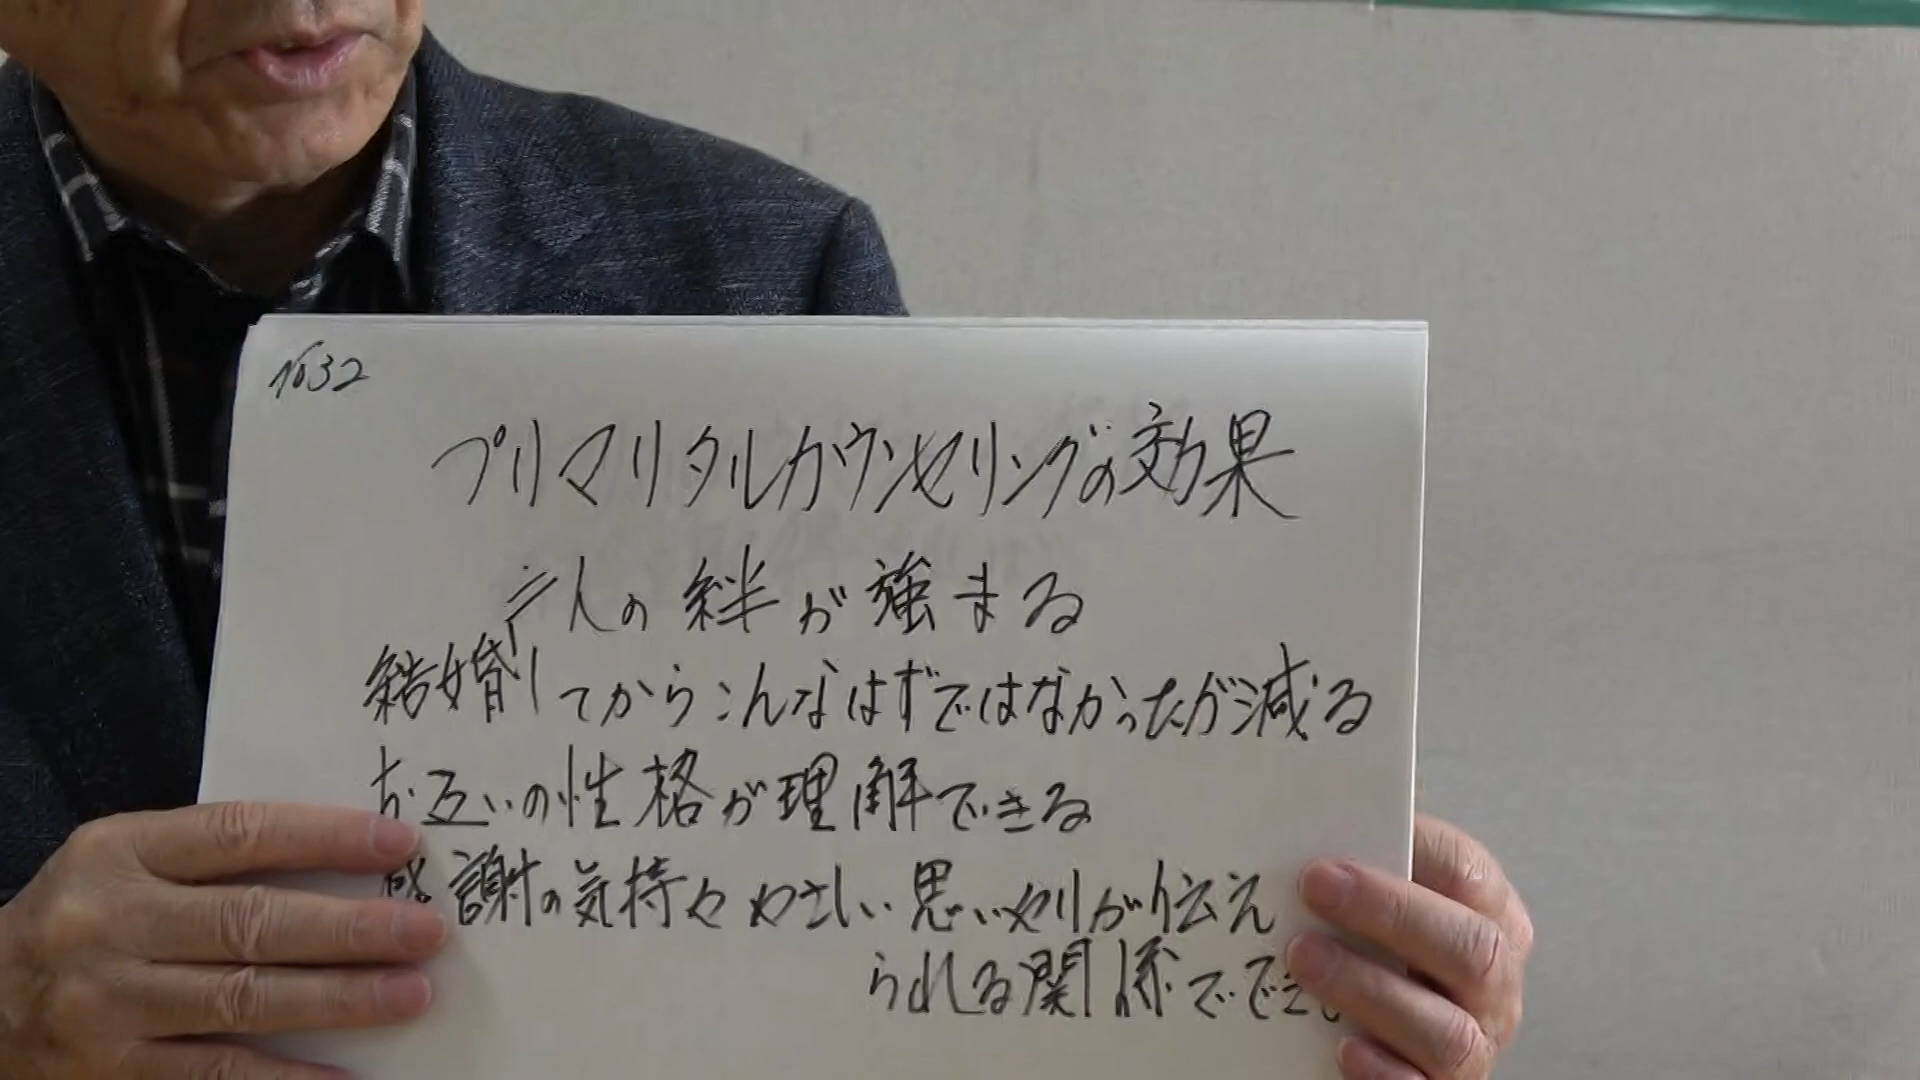 1632
プリマリタルカウンセリングの効果
二人の絆が強まる
結婚してからこんなはずではなかったが減る
お互いの性格が理解できる
感謝の気持々やさしい思いやりが伝え
られる関係ででき